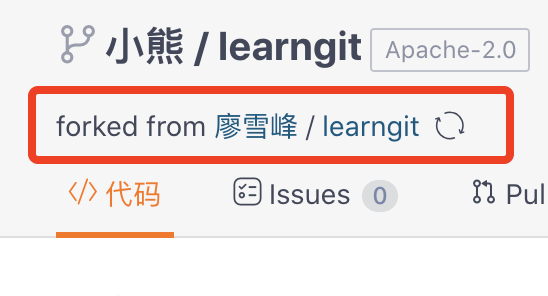 小熊 / learngit Apache-2.0
forked from 廖雪峰 / learngit
代码 Issues 0 Pul